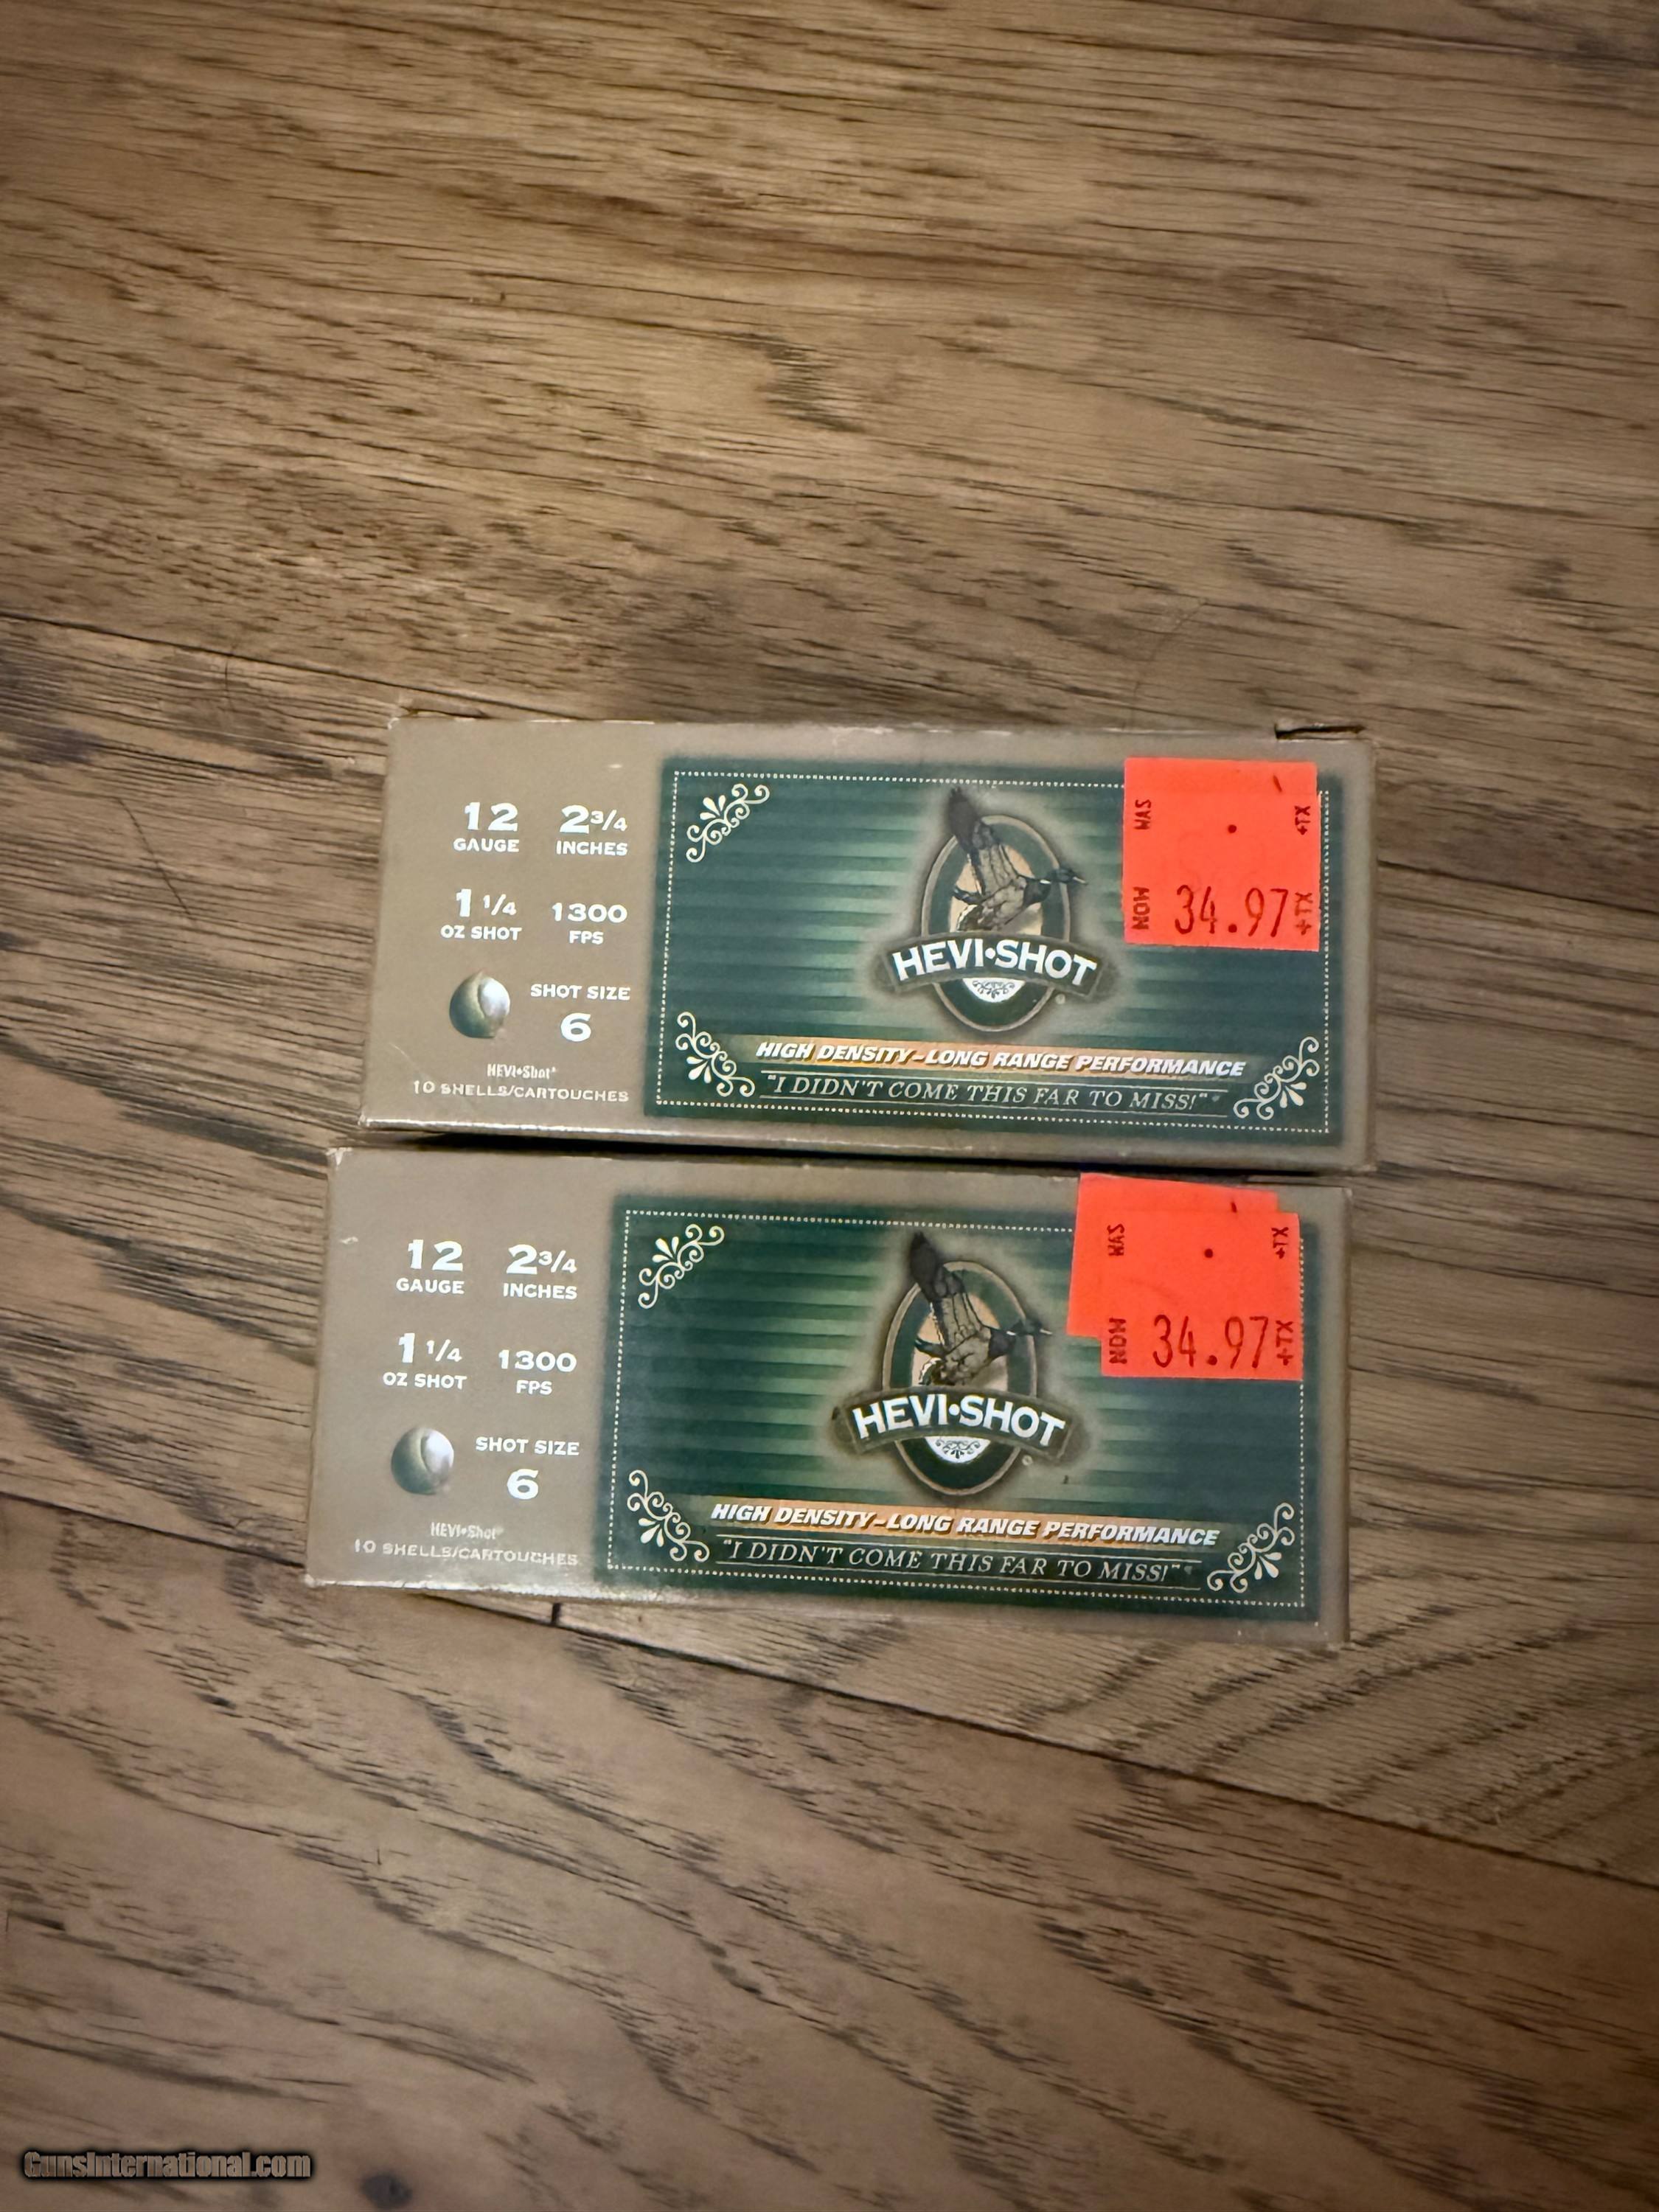 12 2 3/4
GAUGE INCHES
1 1/4 1300
OZ SHOT FPS
SHOT SIZE
6
HEVI•Shot®
10 SHELLS/CARTOUCHES
WAS . +TX
NOW 34.97 +TX
HEVI•SHOT®
HIGH DENSITY–LONG RANGE PERFORMANCE
"I DIDN'T COME THIS FAR TO MISS!"®
12 2 3/4
GAUGE INCHES
1 1/4 1300
OZ SHOT FPS
SHOT SIZE
6
HEVI•Shot®
10 SHELLS/CARTOUCHES
WAS . +TX
NOW 34.97 +TX
HEVI•SHOT®
HIGH DENSITY–LONG RANGE PERFORMANCE
"I DIDN'T COME THIS FAR TO MISS!"®
GunsInternational.com